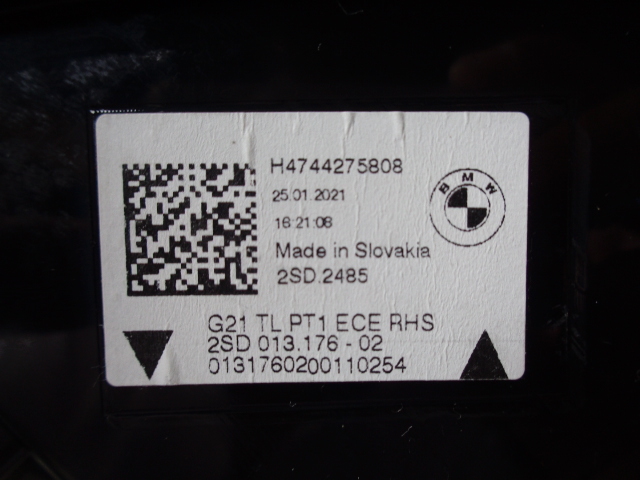 H4744275808
25.01.2021
16:21:08
BMW
Made in Slovakia
2SD.2485
G21 TL PT1 ECE RHS
2SD 013.176 - 02
0131760200110254